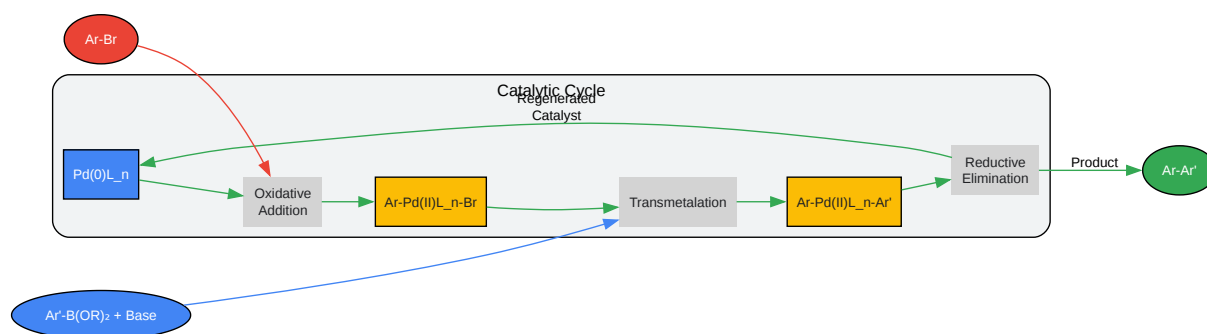 Ar-Br
Catalytic Cycle
Regenerated
Catalyst
Pd(0)L_n
Oxidative
Addition
Ar-Pd(II)L_n-Br
Transmetalation
Ar-Pd(II)L_n-Ar'
Reductive
Elimination
Product
Ar-Ar'
Ar'-B(OR)₂ + Base